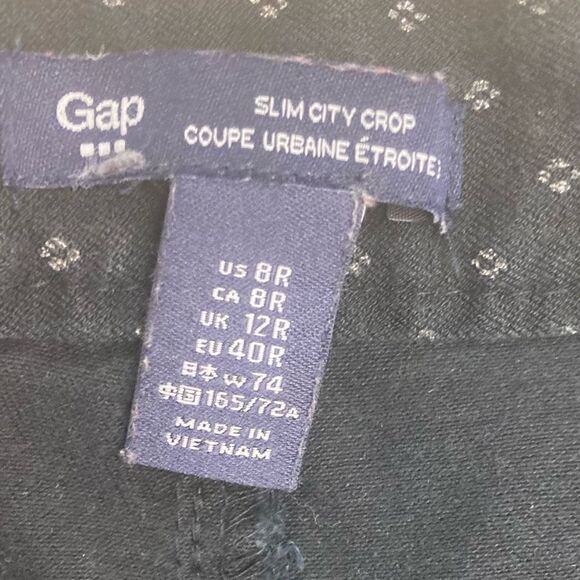 Gap
SLIM CITY CROP
COUPE URBAINE ÉTROITE;
US 8R
CA 8R
UK 12R
EU 40R
日本 W 74
中国 165/72A
MADE IN
VIETNAM